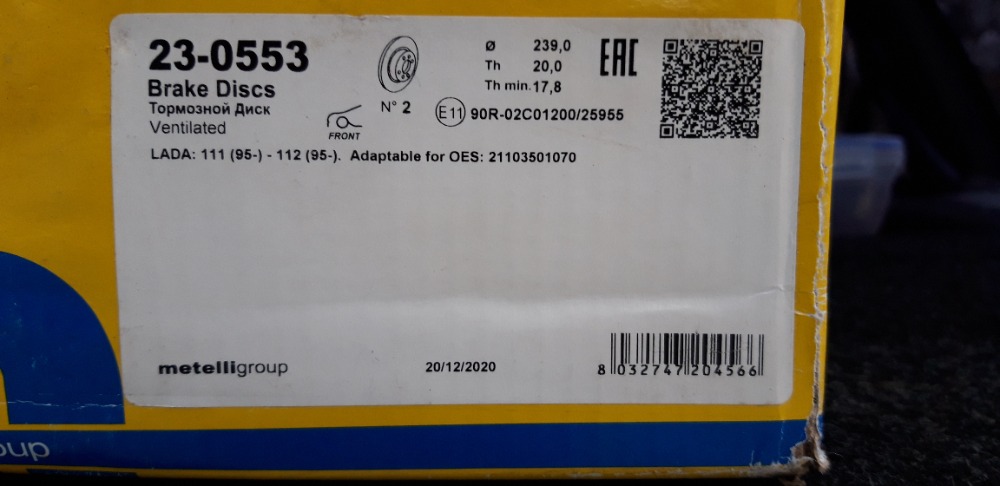 23-0553
Brake Discs
Тормозной Диск
Ventilated
FRONT
N° 2
Ø 239,0
Th 20,0
Th min. 17,8
EAC
E11 90R-02C01200/25955
LADA: 111 (95-) - 112 (95-). Adaptable for OES: 21103501070
metelligroup
20/12/2020
8 032747 204566
oup